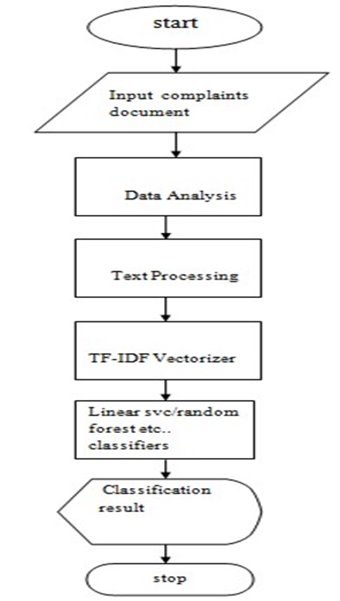 start
Input complaints
document
Data Analysis
Text Processing
TF-IDF Vectorizer
Linear svc/random
forest etc..
classifiers
Classification
result
stop